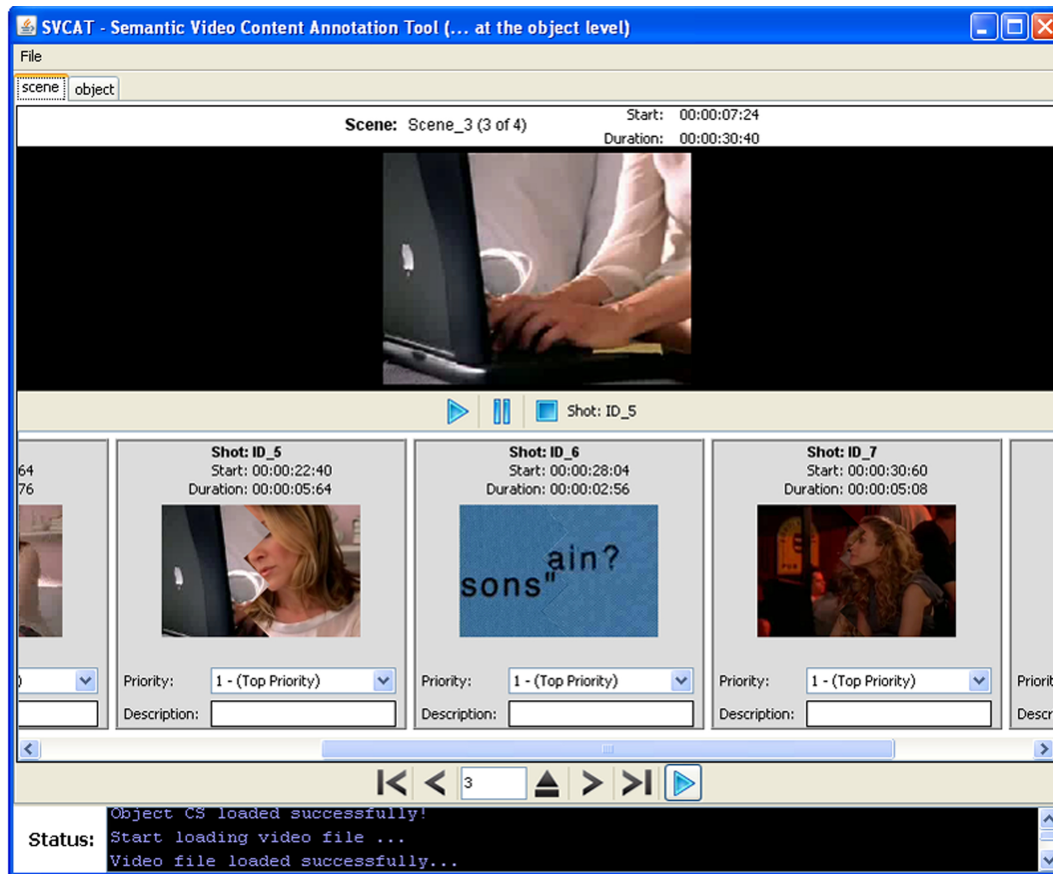 SVCAT - Semantic Video Content Annotation Tool (... at the object level)
File
scene object
Scene: Scene_3 (3 of 4)
Start: 00:00:07:24
Duration: 00:00:30:40
Shot: ID_5
64
76
)
Shot: ID_5
Start: 00:00:22:40
Duration: 00:00:05:64
Priority: 1 - (Top Priority)
Description:
Shot: ID_6
Start: 00:00:28:04
Duration: 00:00:02:56
ain?
sons"
Priority: 1 - (Top Priority)
Description:
Shot: ID_7
Start: 00:00:30:60
Duration: 00:00:05:08
PUB
Priority: 1 - (Top Priority)
Description:
Priorit
Descr
3
Status:
Object CS loaded successfully!
Start loading video file ...
Video file loaded successfully...